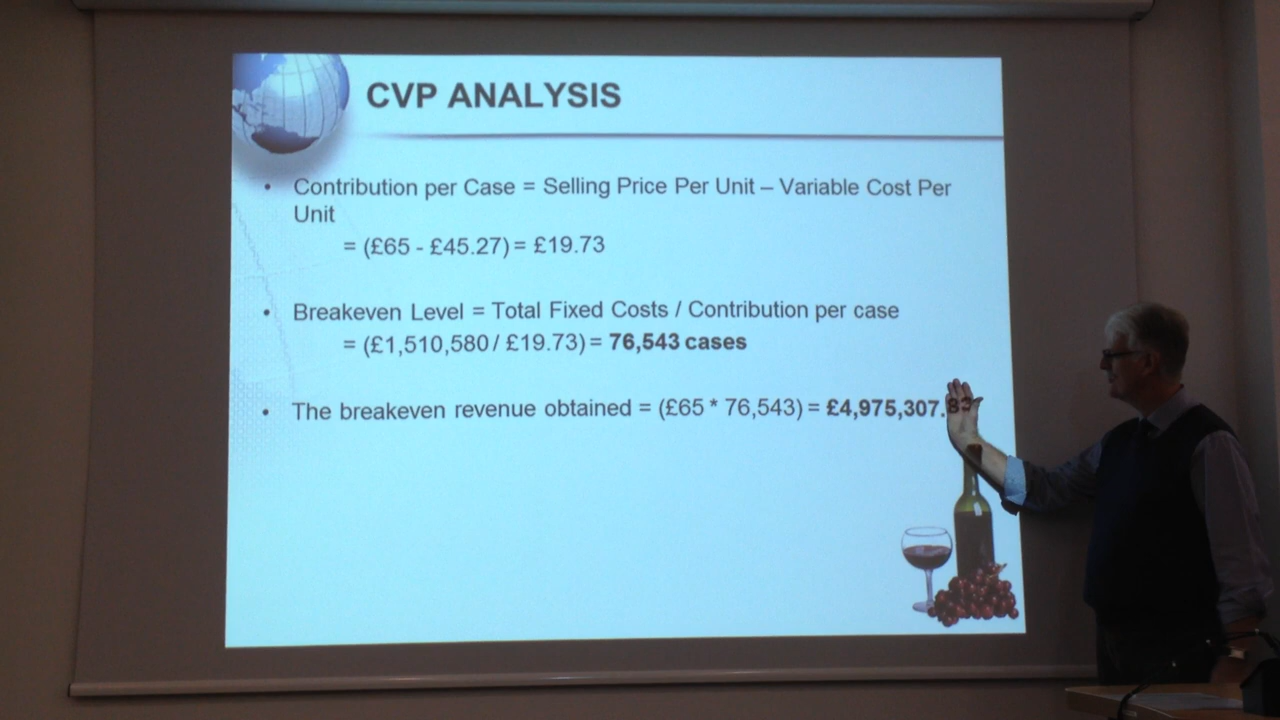 CVP ANALYSIS
• Contribution per Case = Selling Price Per Unit – Variable Cost Per
Unit
= (£65 - £45.27) = £19.73
• Breakeven Level = Total Fixed Costs / Contribution per case
= (£1,510,580 / £19.73) = 76,543 cases
• The breakeven revenue obtained = (£65 * 76,543) = £4,975,307.83